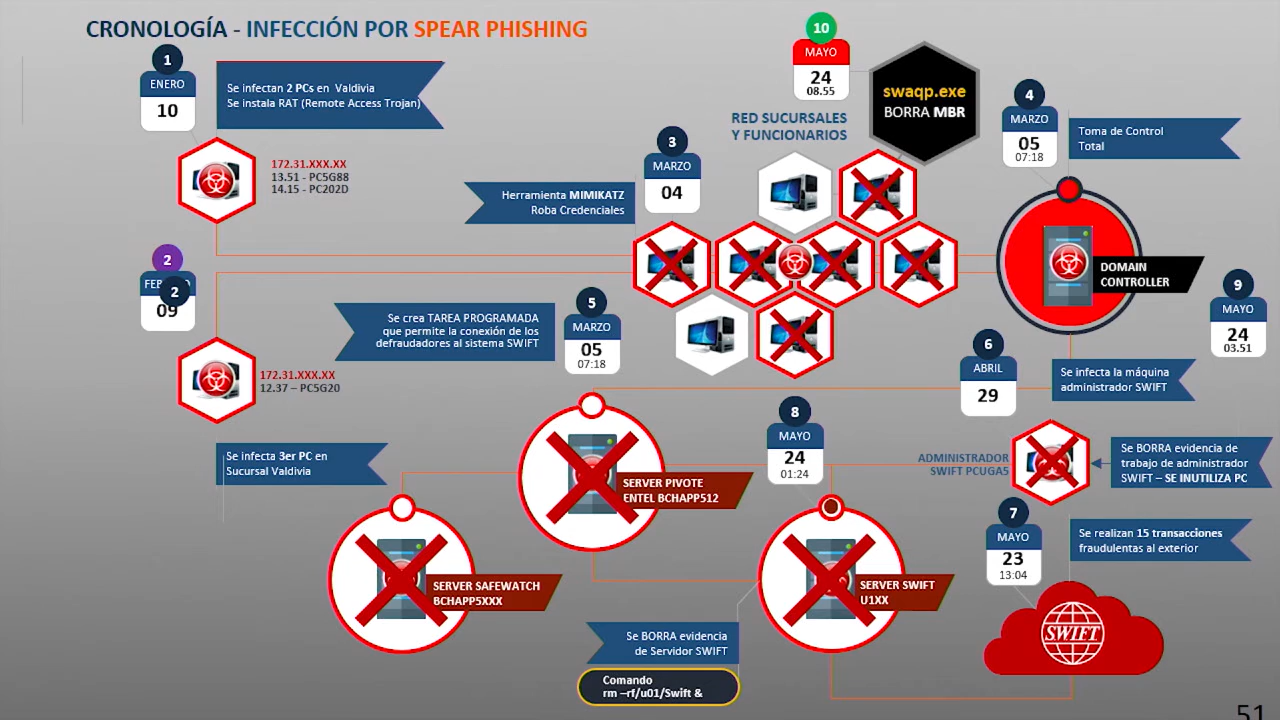 CRONOLOGÍA - INFECCIÓN POR SPEAR PHISHING
1
ENERO
10
Se infectan 2 PCs en Valdivia
Se instala RAT (Remote Access Trojan)
172.31.XXX.XX
13.51 - PC5G88
14.15 - PC202D
2
2
09
172.31.XXX.XX
12.37 – PC5G20
Se infecta 3er PC en
Sucursal Valdivia
3
MARZO
04
Herramienta MIMIKATZ
Roba Credenciales
RED SUCURSALES
Y FUNCIONARIOS
10
MAYO
24
08.55
swaqp.exe
BORRA MBR
4
MARZO
05
07:18
Toma de Control
Total
DOMAIN
CONTROLLER
5
MARZO
05
07:18
Se crea TAREA PROGRAMADA
que permite la conexión de los
defraudadores al sistema SWIFT
SERVER PIVOTE
ENTEL BCHAPP512
SERVER SAFEWATCH
BCHAPP5XXX
6
ABRIL
29
Se infecta la máquina
administrador SWIFT
9
MAYO
24
03.51
ADMINISTRADOR
SWIFT PCUGA5
Se BORRA evidencia de
trabajo de administrador
SWIFT – SE INUTILIZA PC
7
MAYO
23
13:04
Se realizan 15 transacciones
fraudulentas al exterior
SWIFT
8
MAYO
24
01:24
SERVER SWIFT
U1XX
Se BORRA evidencia
de Servidor SWIFT
Comando
rm –rf/u01/Swift &
51